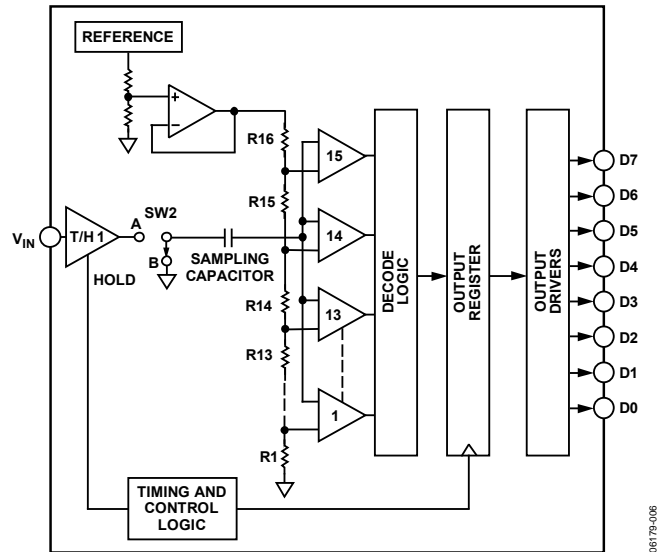 REFERENCE
+
−
R16
15
R15
14
R14
13
R13
1
R1
VIN
T/H 1
A
SW2
B
HOLD
SAMPLING
CAPACITOR
DECODE
LOGIC
OUTPUT
REGISTER
OUTPUT
DRIVERS
D7
D6
D5
D4
D3
D2
D1
D0
TIMING AND
CONTROL
LOGIC
06179-006